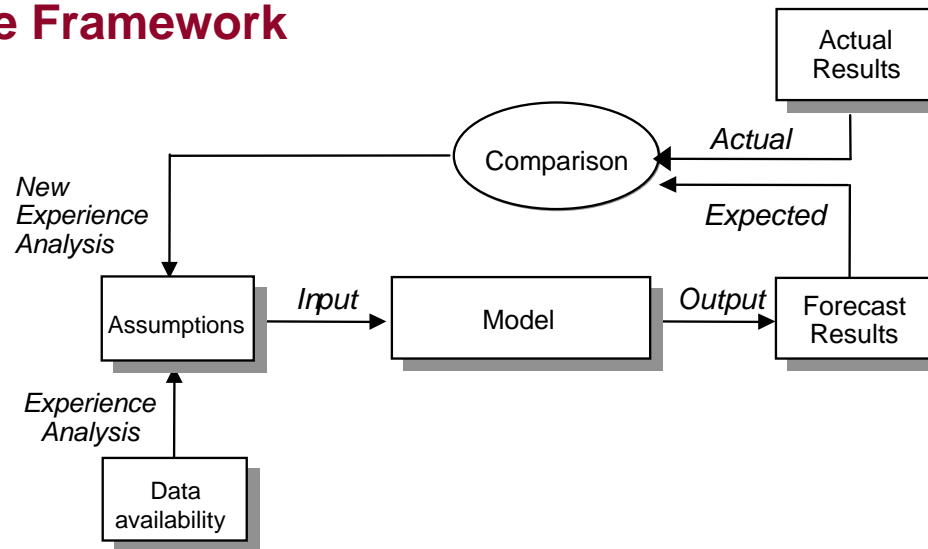 e Framework
Actual
Results
Actual
Comparison
New
Experience
Analysis
Expected
Assumptions
Input
Model
Output
Forecast
Results
Experience
Analysis
Data
availability